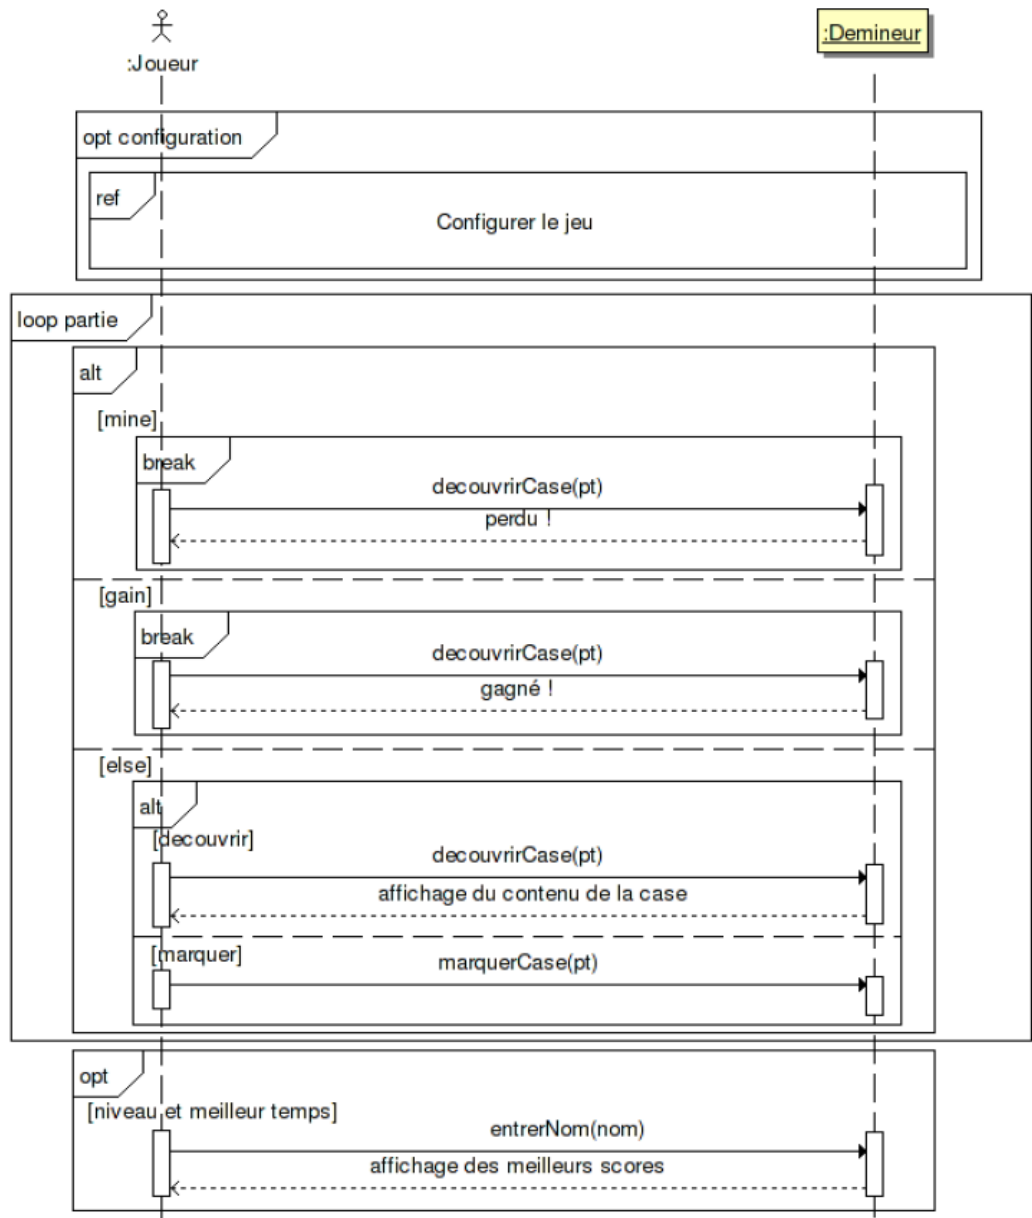 :Joueur
:Demineur
opt configuration
ref
Configurer le jeu
loop partie
alt
[mine]
break
decouvrirCase(pt)
perdu !
[gain]
break
decouvrirCase(pt)
gagné !
[else]
alt
[decouvrir]
decouvrirCase(pt)
affichage du contenu de la case
[marquer]
marquerCase(pt)
opt
[niveau et meilleur temps]
entrerNom(nom)
affichage des meilleurs scores